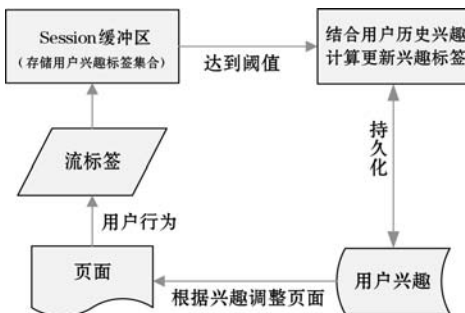 Session缓冲区
（存储用户兴趣标签集合）
达到阈值
结合用户历史兴趣
计算更新兴趣标签
流标签
持久化
用户行为
页面
根据兴趣调整页面
用户兴趣